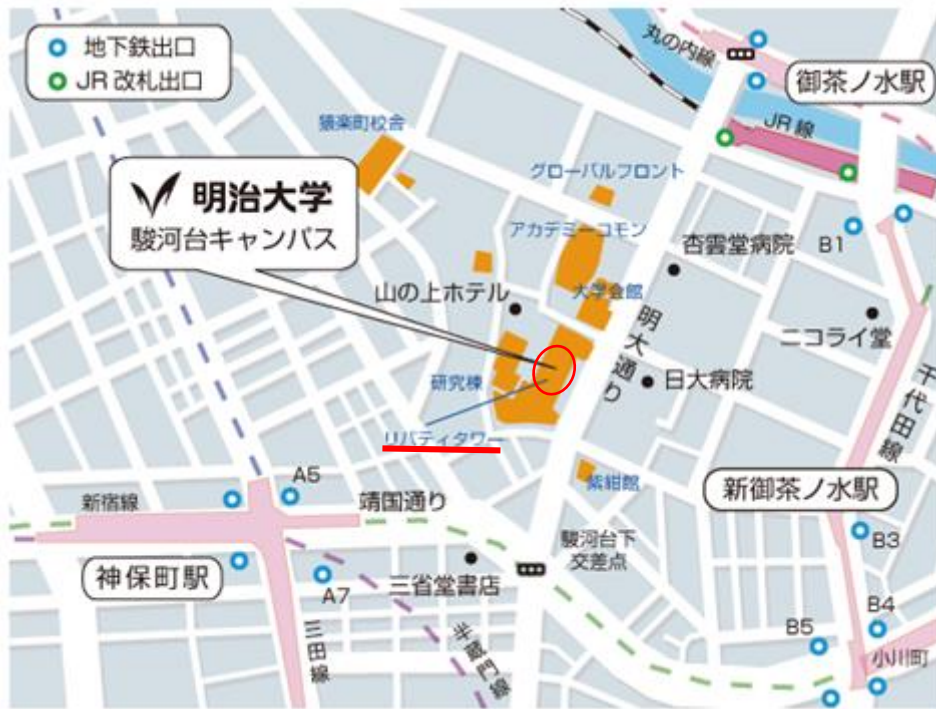 地下鉄出口
JR 改札出口
丸の内線
御茶ノ水駅
JR 線
猿楽町校舎
グローバルフロント
明治大学
駿河台キャンパス
アカデミーコモン
杏雲堂病院
B1
山の上ホテル
大学会館
明大通り
ニコライ堂
研究棟
日大病院
千代田線
リバティタワー
紫紺館
新御茶ノ水駅
A5
新宿線
靖国通り
駿河台下
交差点
B3
神保町駅
三省堂書店
A7
B4
B5
三田線
半蔵門線
小川町